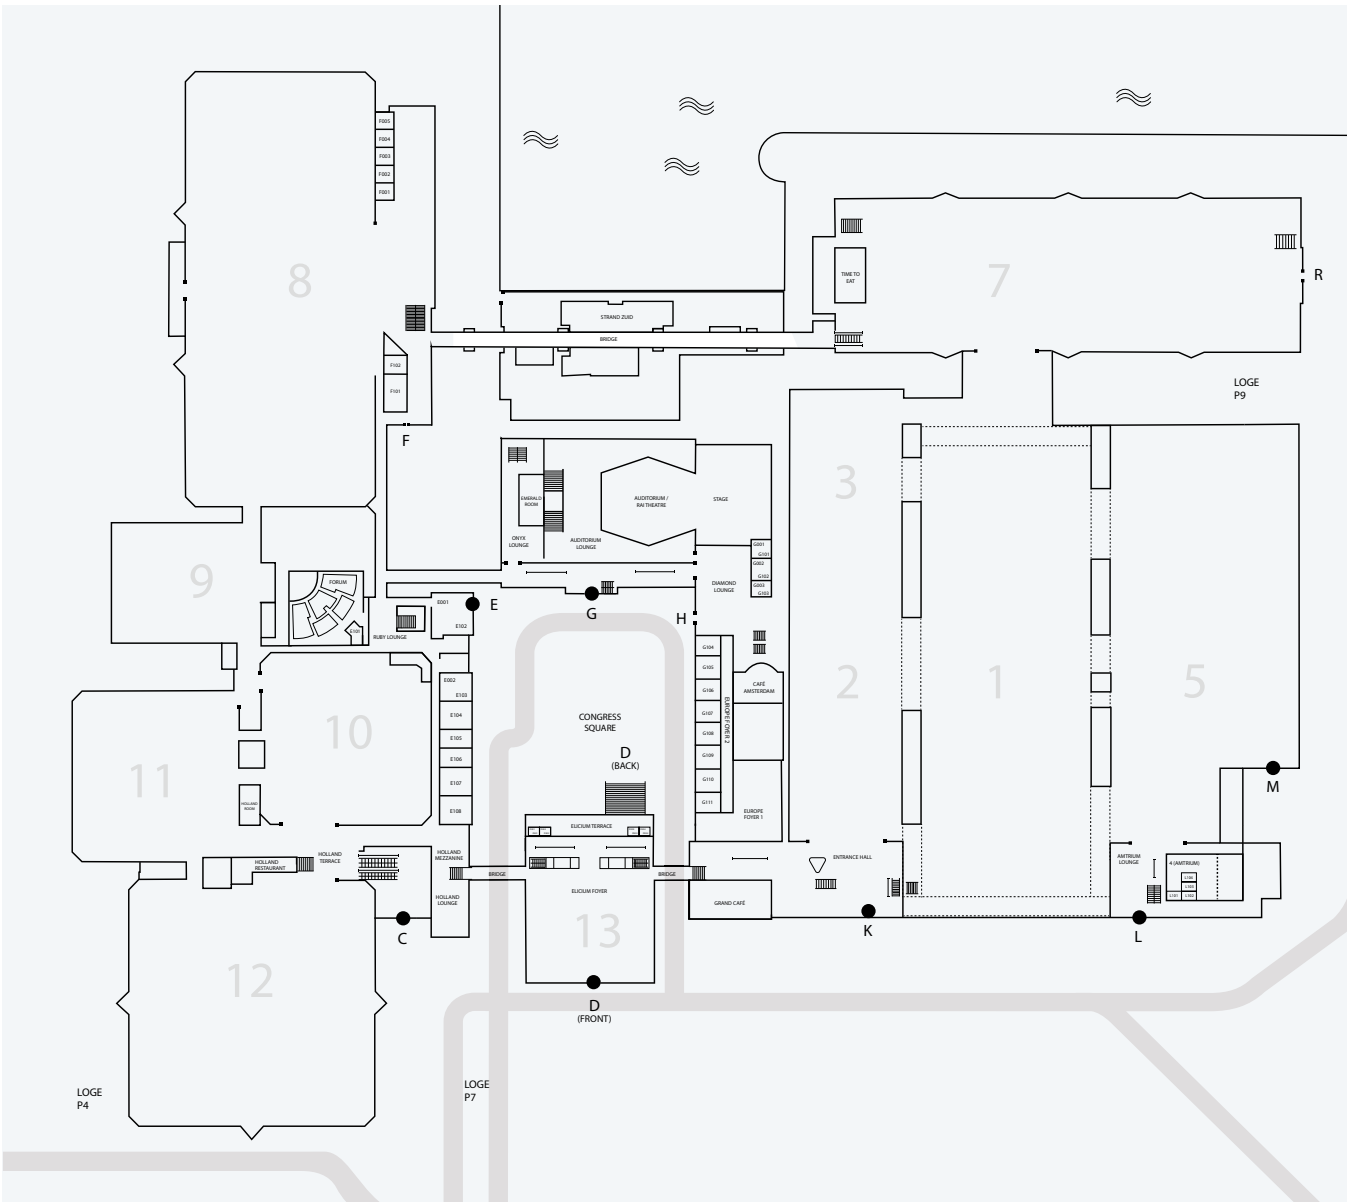 F005
F004
F003
F002
F001
8
7
TIME TO
EAT
R
STRAND ZUID
BRIDGE
F102
F101
F
LOGE
P9
3
EMERALD
ROOM
AUDITORIUM /
RAI THEATRE
STAGE
ONYX
LOUNGE
AUDITORIUM
LOUNGE
G001
G101
G002
G102
G003
G103
DIAMOND
LOUNGE
9
FORUM
E101
RUBY LOUNGE
E001
E102
E
G
H
G104
G105
G106
G107
G108
G109
G110
G111
EUROPE FOYER 2
CAFÉ
AMSTERDAM
EUROPE
FOYER 1
2
1
5
E002
E103
E104
E105
E106
E107
E108
10
11
HOLLAND
ROOM
CONGRESS
SQUARE
D
(BACK)
M
ELICIUM TERRACE
HOLLAND
RESTAURANT
HOLLAND
TERRACE
HOLLAND
MEZZANINE
BRIDGE
BRIDGE
ELICIUM FOYER
HOLLAND
LOUNGE
GRAND CAFÉ
ENTRANCE HALL
AMTRIUM
LOUNGE
4 (AMTRIUM)
L106
L103
L101
L102
C
13
K
L
12
D
(FRONT)
LOGE
P4
LOGE
P7